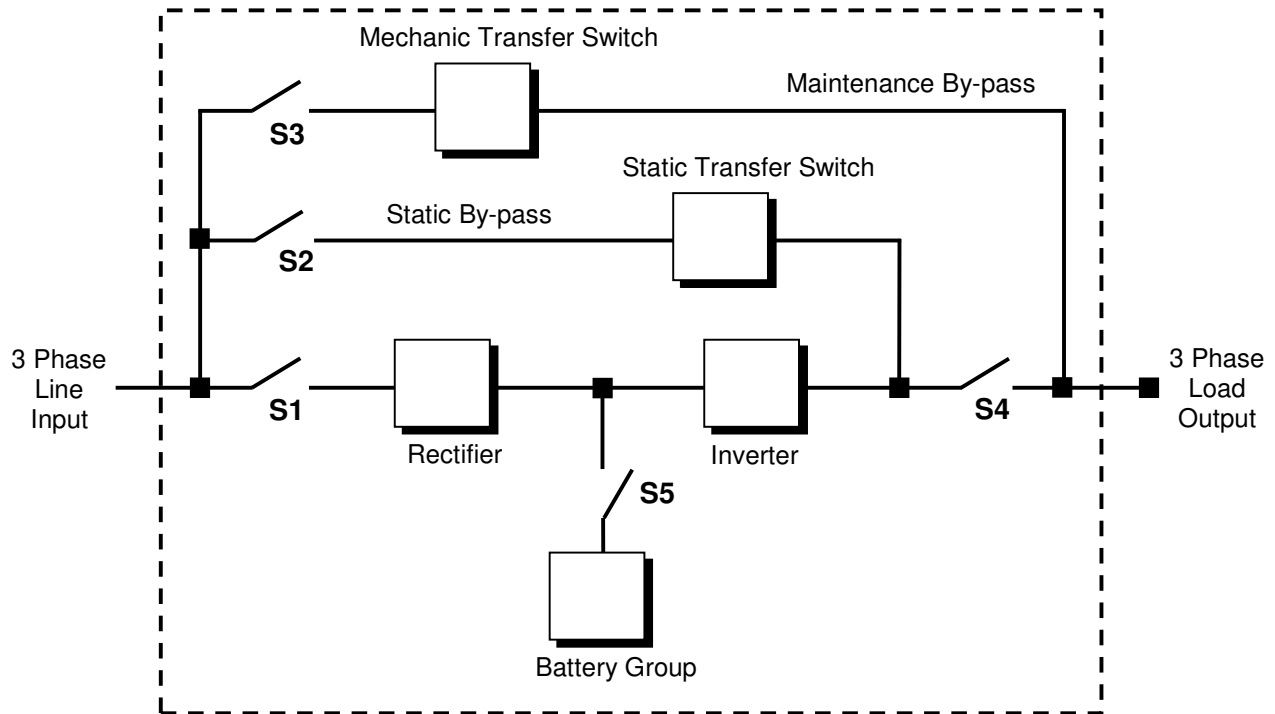 Mechanic Transfer Switch
Maintenance By-pass
S3
Static Transfer Switch
Static By-pass
S2
3 Phase
Line
Input
S1
Rectifier
Inverter
S4
3 Phase
Load
Output
S5
Battery Group